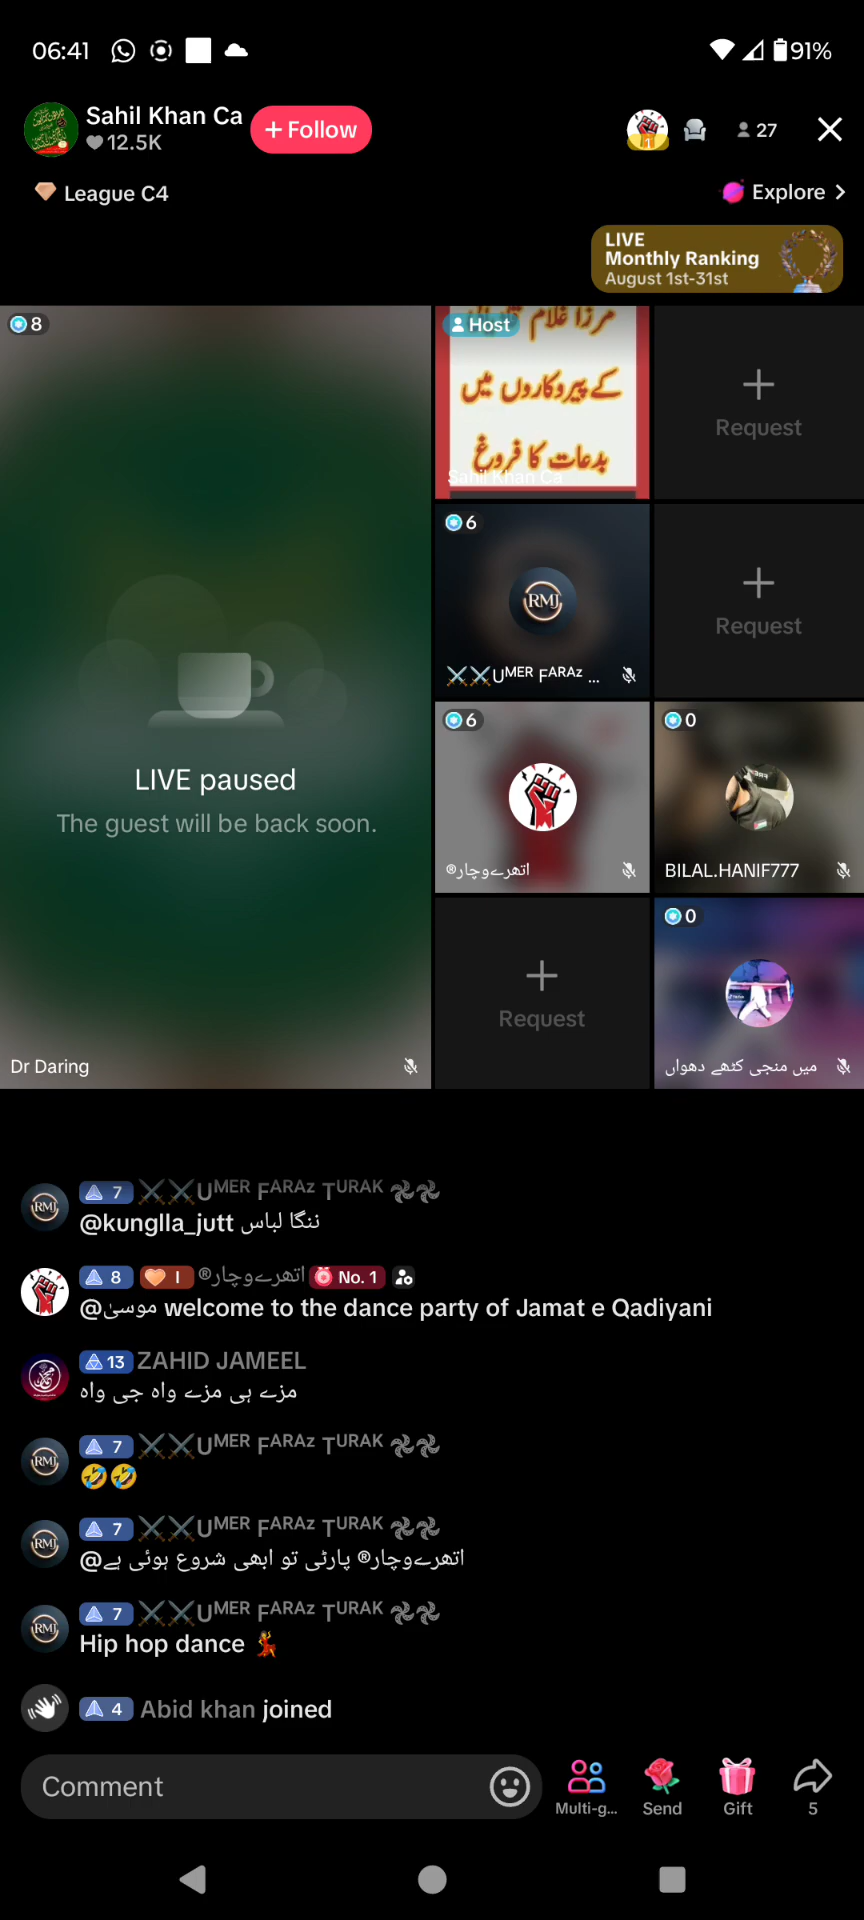 06:41
91%
Sahil Khan Ca
12.5K
+ Follow
1
27
League C4
Explore
LIVE
Monthly Ranking
August 1st-31st
8
LIVE paused
The guest will be back soon.
Dr Daring
Host
مرزا غلام
کے پیروکاروں میں
بدعات کا فروغ
Sahil Khan Ca
Request
6
RMJ
⚔️⚔️Uᴹᴱᴿ Fᴬᴿᴬᶻ ...
Request
6
اتھرےوچار®
0
BILAL.HANIF777
Request
0
میں منجی کٹھے دھواں
7 ⚔️⚔️Uᴹᴱᴿ Fᴬᴿᴬᶻ Tᵁᴿᴬᴷ
@kunglla_jutt ننگا لباس
8 I اتھرےوچار® No. 1
@موسیٰ welcome to the dance party of Jamat e Qadiyani
13 ZAHID JAMEEL
مزے ہی مزے واہ جی واہ
7 ⚔️⚔️Uᴹᴱᴿ Fᴬᴿᴬᶻ Tᵁᴿᴬᴷ
🤣🤣
7 ⚔️⚔️Uᴹᴱᴿ Fᴬᴿᴬᶻ Tᵁᴿᴬᴷ
@اتھرےوچار® پارٹی تو ابھی شروع ہوئی ہے
7 ⚔️⚔️Uᴹᴱᴿ Fᴬᴿᴬᶻ Tᵁᴿᴬᴷ
Hip hop dance 💃
4 Abid khan joined
Comment
Multi-g...
Send
Gift
5